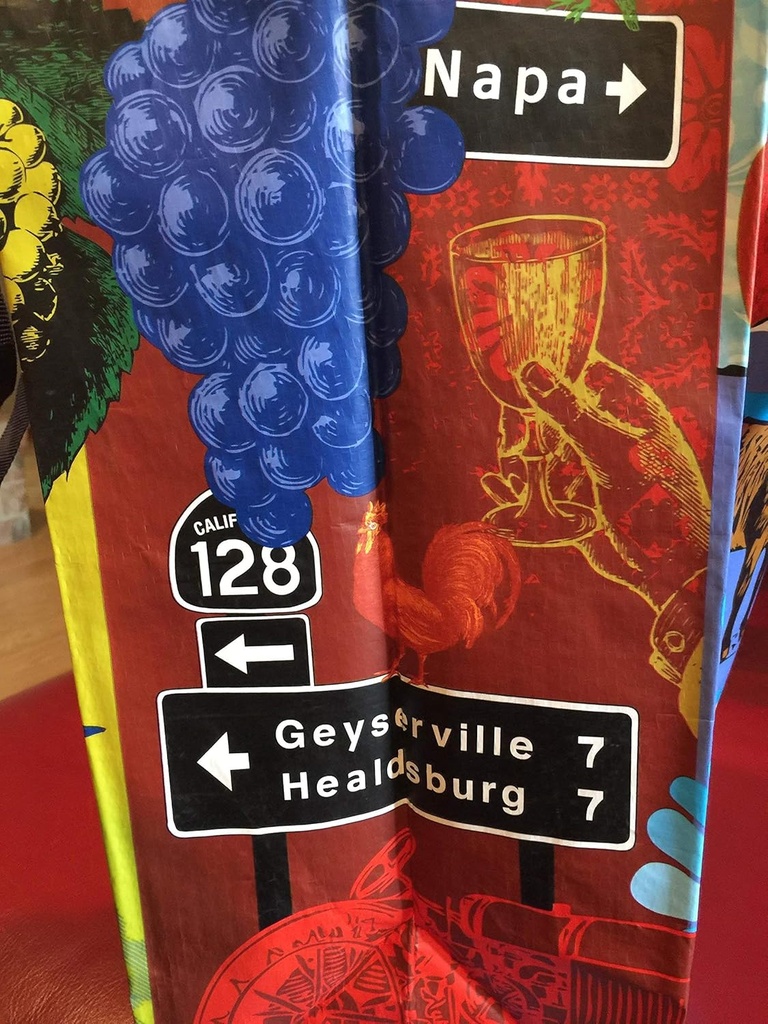 Napa
CALIF
128
Geyserville 7
Healdsburg 7